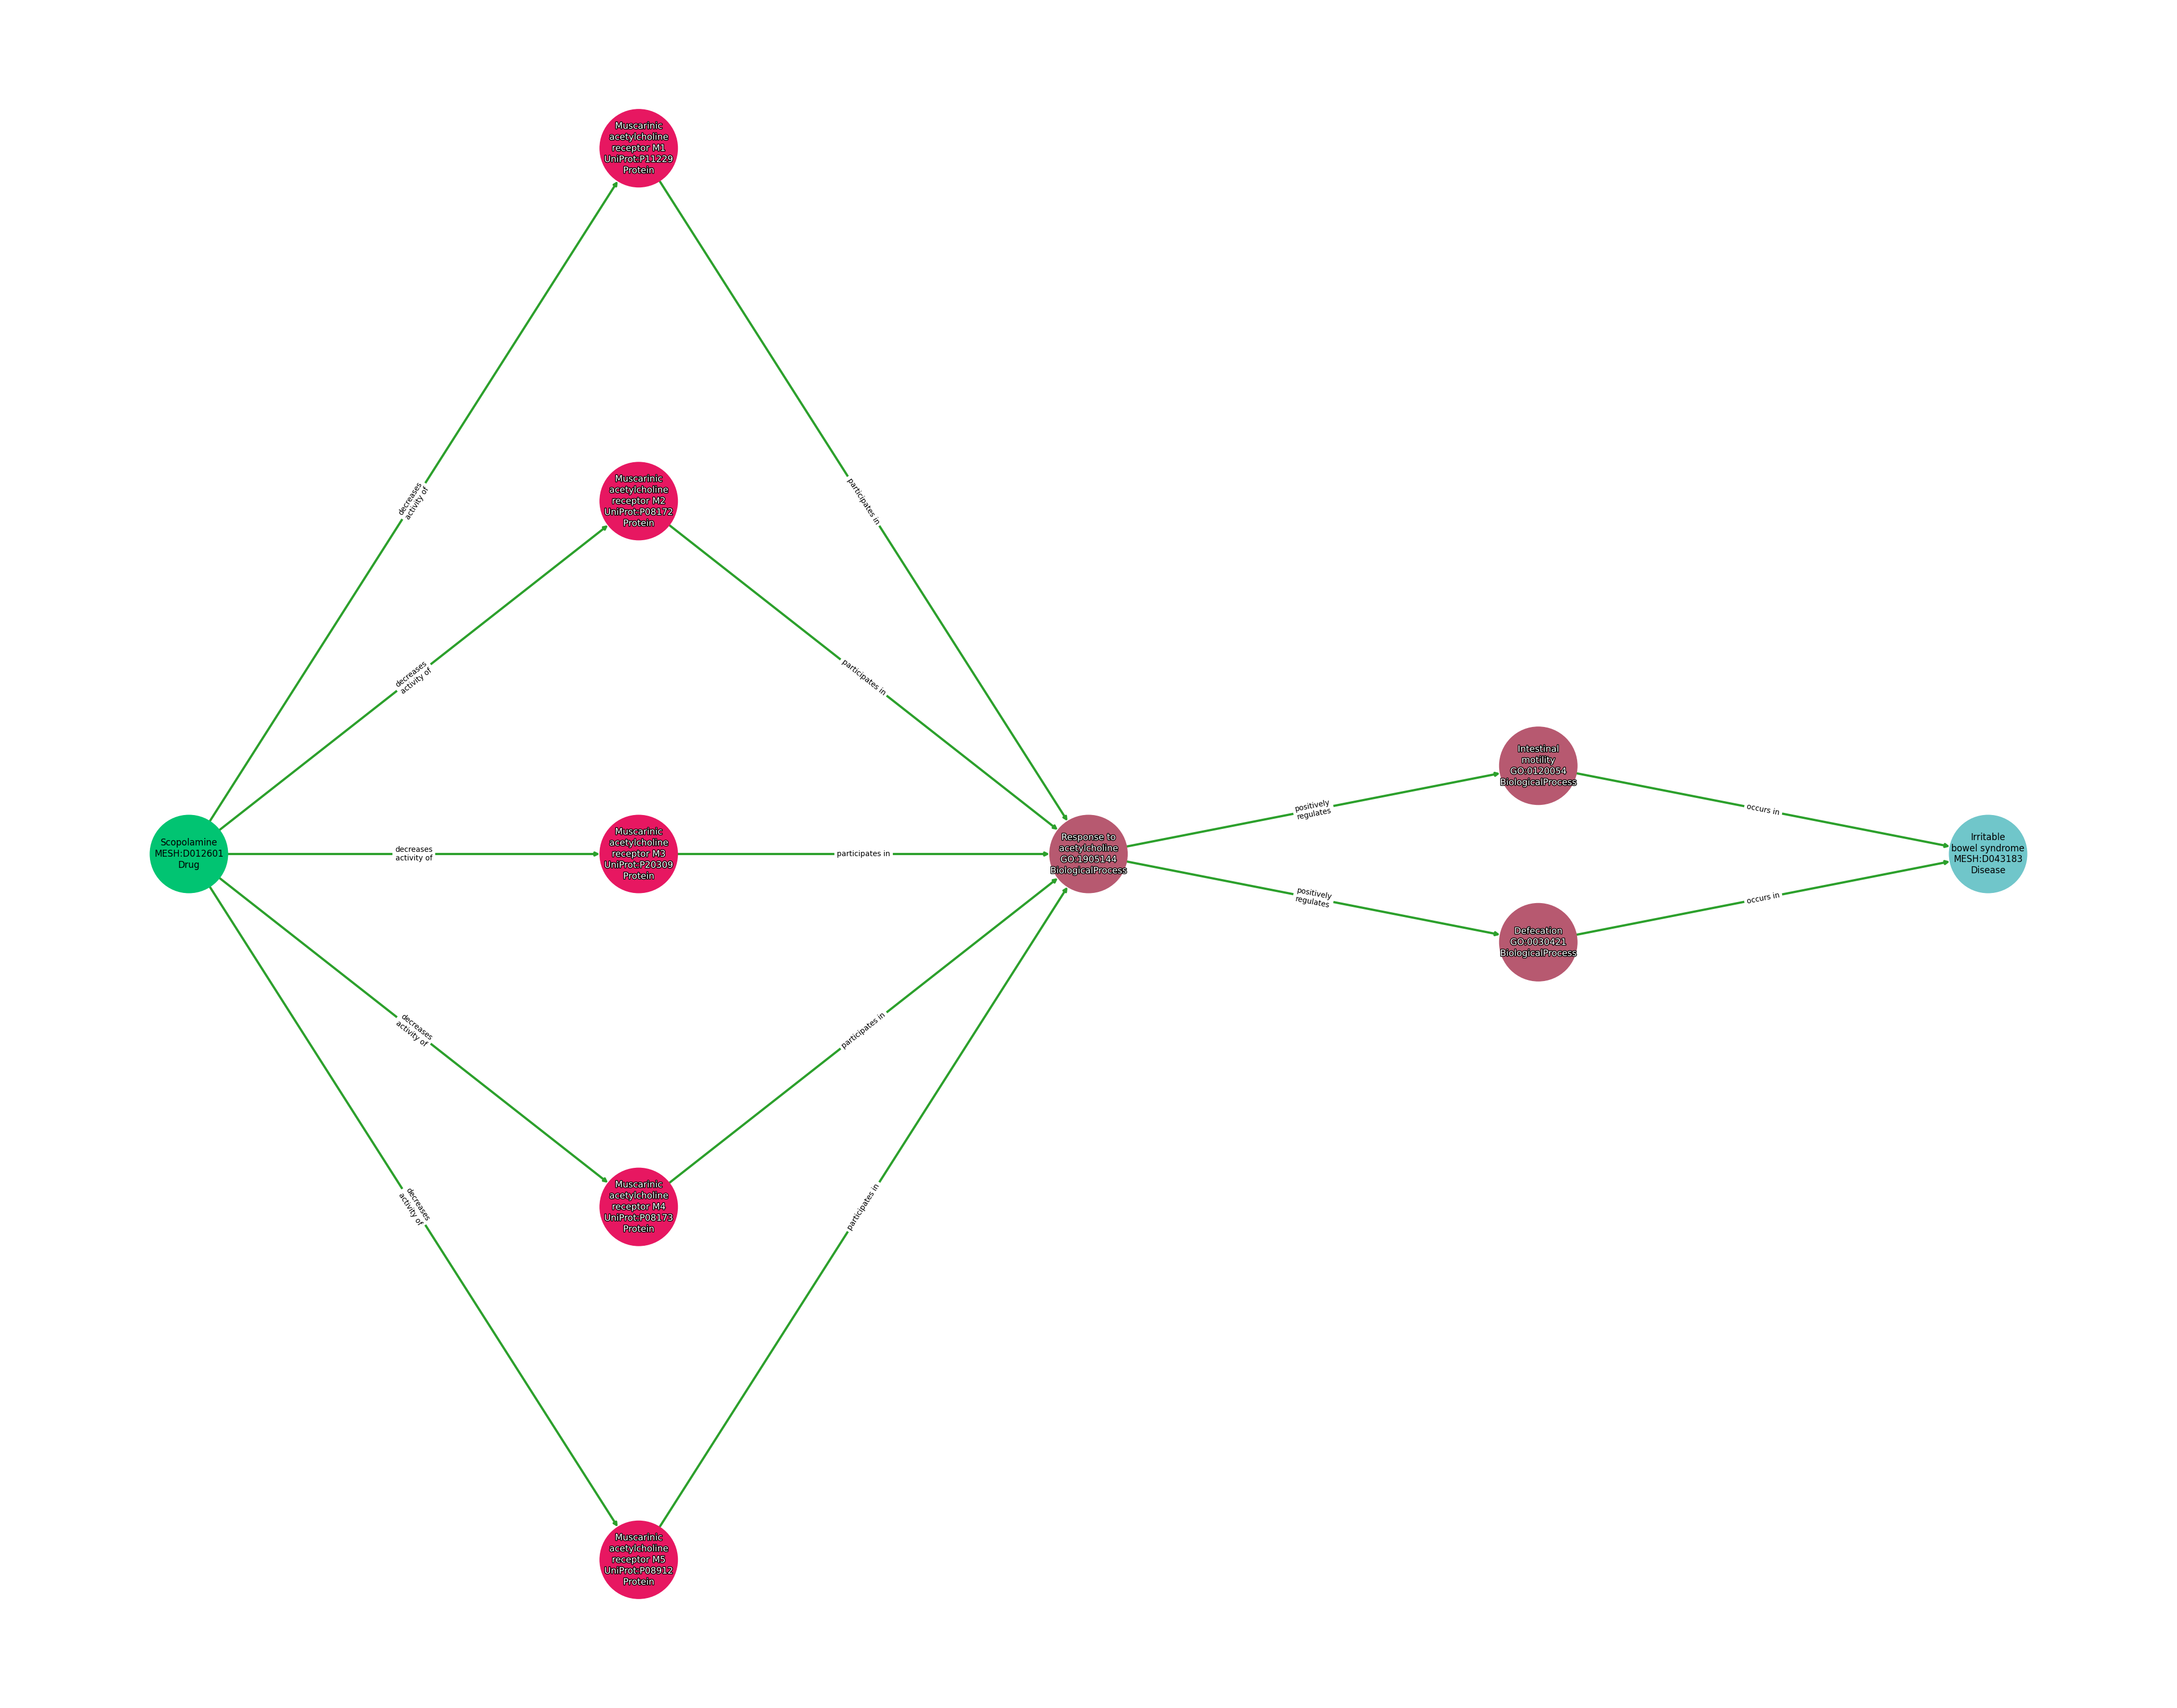 Scopolamine
MESH:D012601
Drug
decreases
activity of
decreases
activity of
decreases
activity of
decreases
activity of
decreases
activity of
Muscarinic
acetylcholine
receptor M1
UniProt:P11229
Protein
Muscarinic
acetylcholine
receptor M2
UniProt:P08172
Protein
Muscarinic
acetylcholine
receptor M3
UniProt:P20309
Protein
Muscarinic
acetylcholine
receptor M4
UniProt:P08173
Protein
Muscarinic
acetylcholine
receptor M5
UniProt:P08912
Protein
participates in
participates in
participates in
participates in
participates in
Response to
acetylcholine
GO:1905144
BiologicalProcess
positively
regulates
positively
regulates
Intestinal
motility
GO:0120054
BiologicalProcess
Defecation
GO:0030421
BiologicalProcess
occurs in
occurs in
Irritable
bowel syndrome
MESH:D043183
Disease